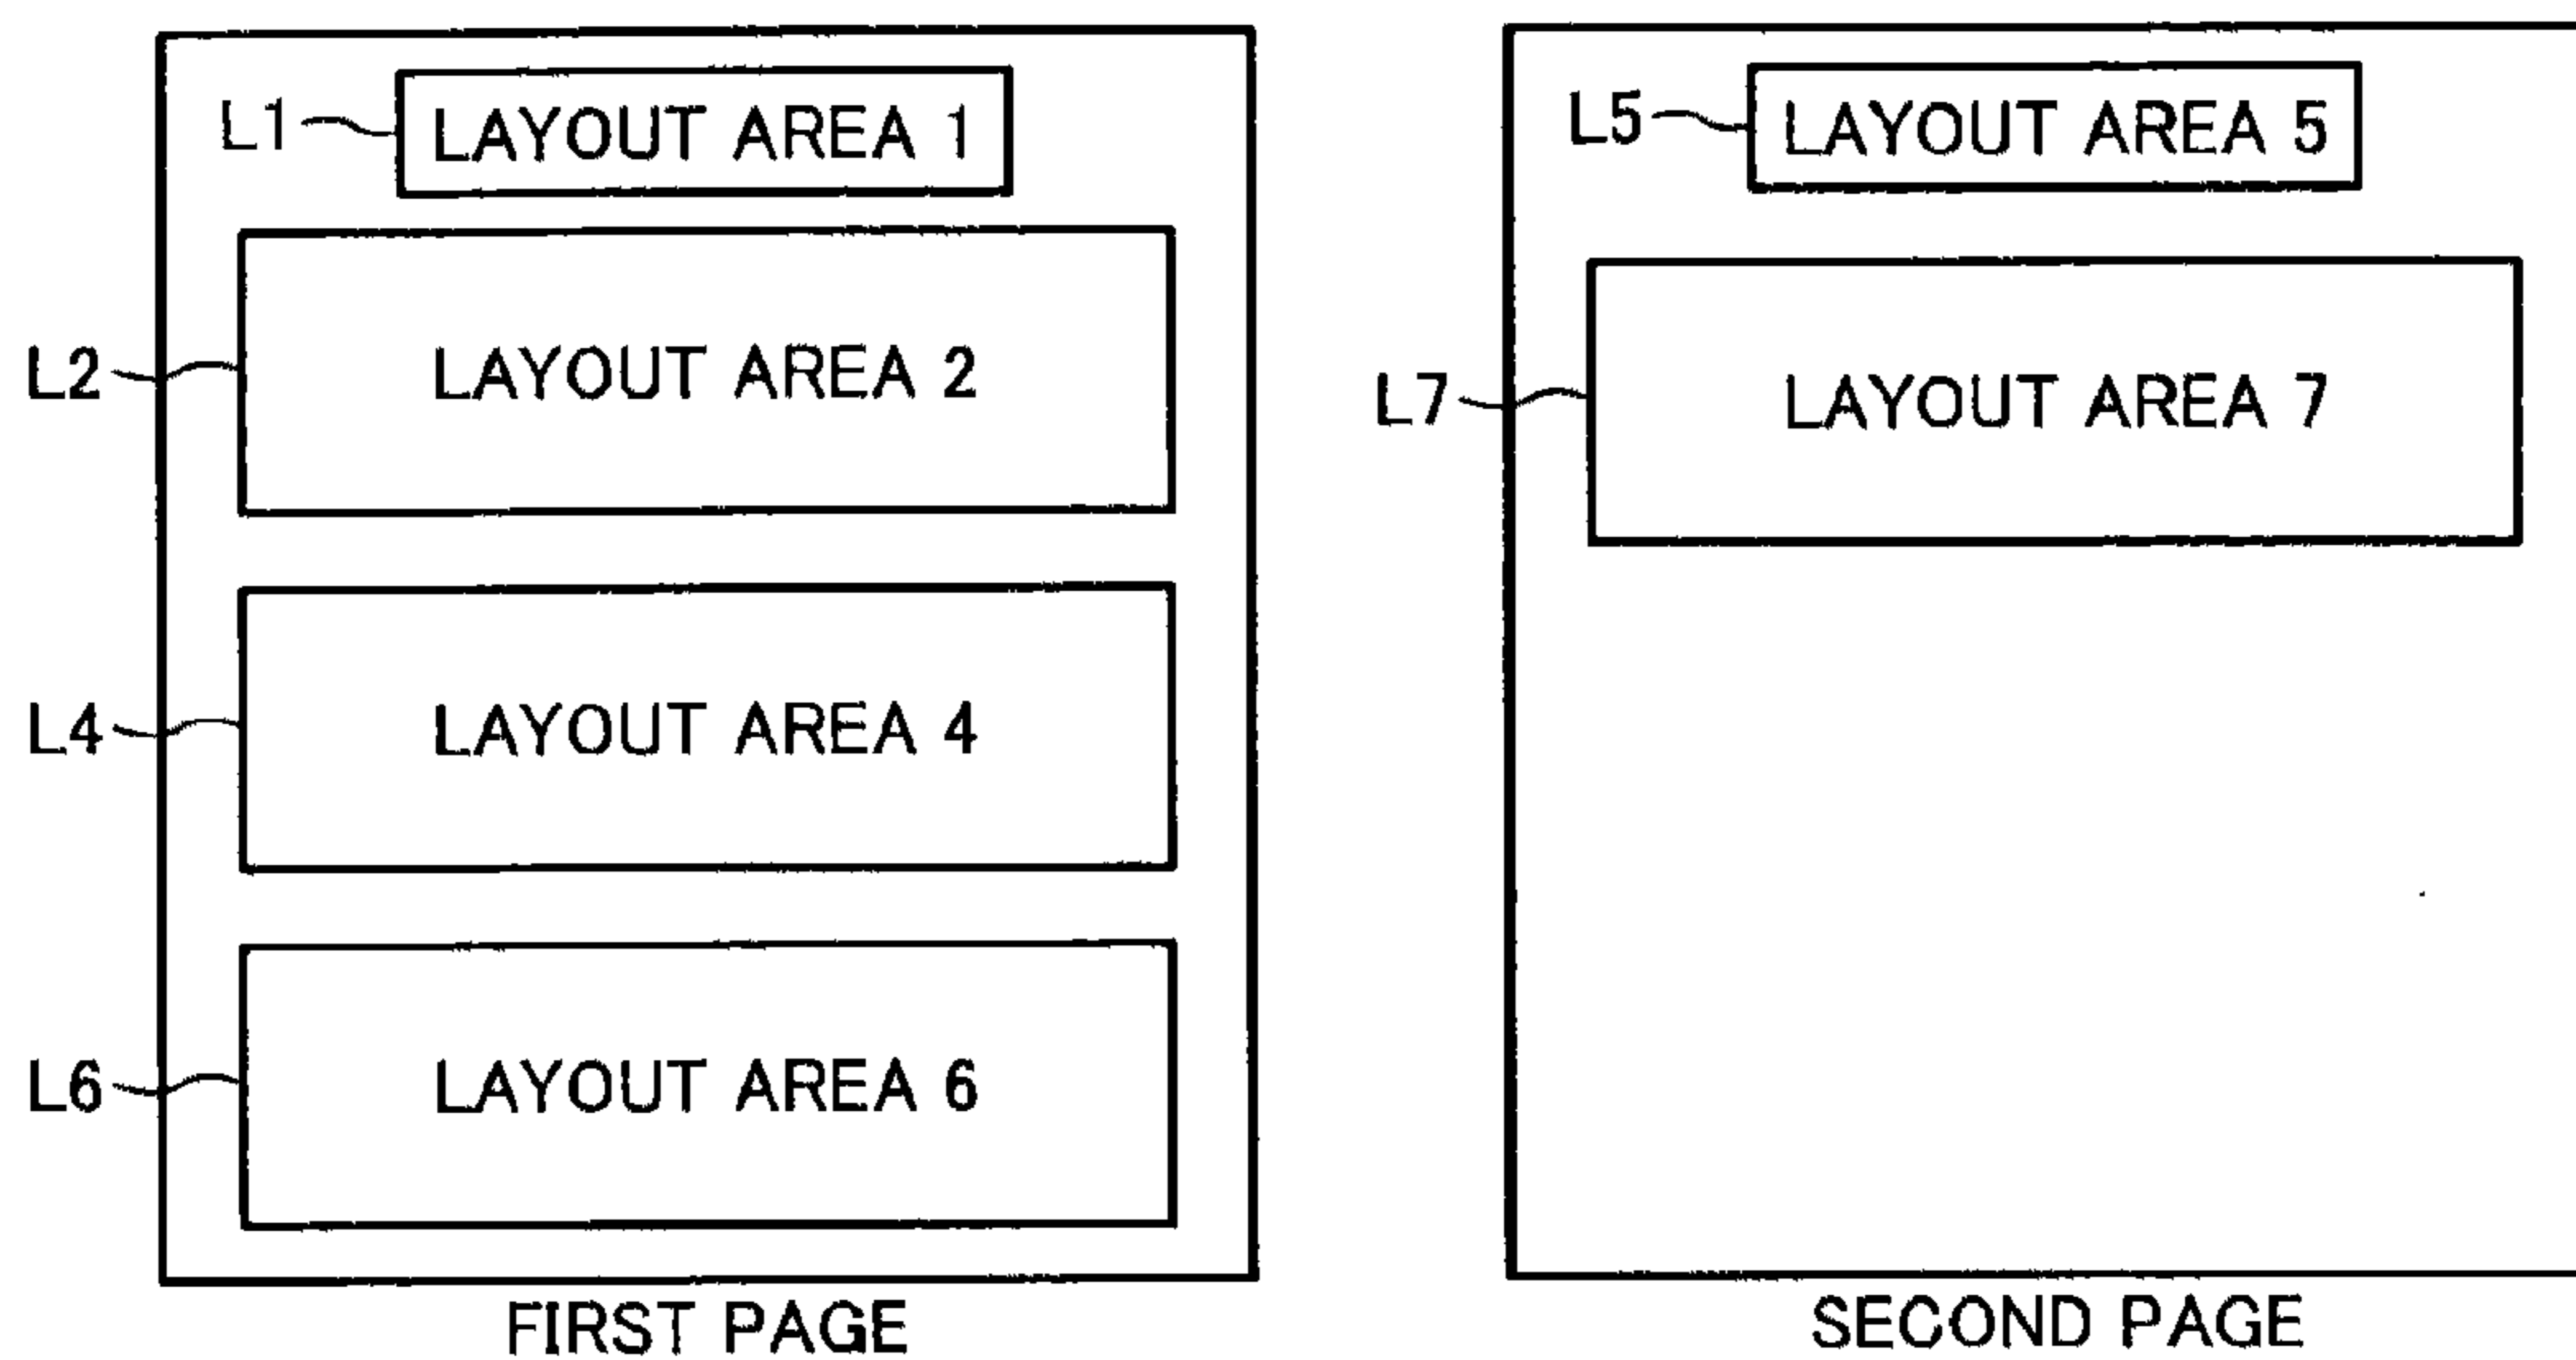 L1 LAYOUT AREA 1
L2 LAYOUT AREA 2
L4 LAYOUT AREA 4
L6 LAYOUT AREA 6
FIRST PAGE
L5 LAYOUT AREA 5
L7 LAYOUT AREA 7
SECOND PAGE